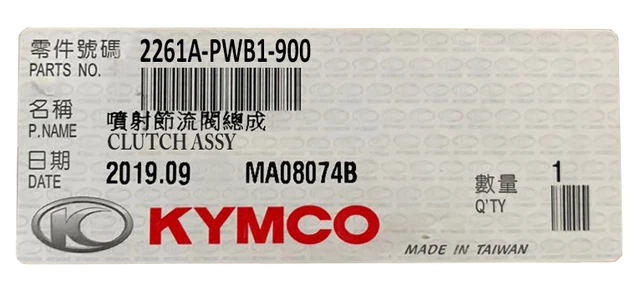 零件號碼 2261A-PWB1-900
PARTS NO.
名稱 噴射節流閥總成
P.NAME CLUTCH ASSY
日期 2019.09 MA08074B
DATE
數量 1
Q'TY
KYMCO
MADE IN TAIWAN